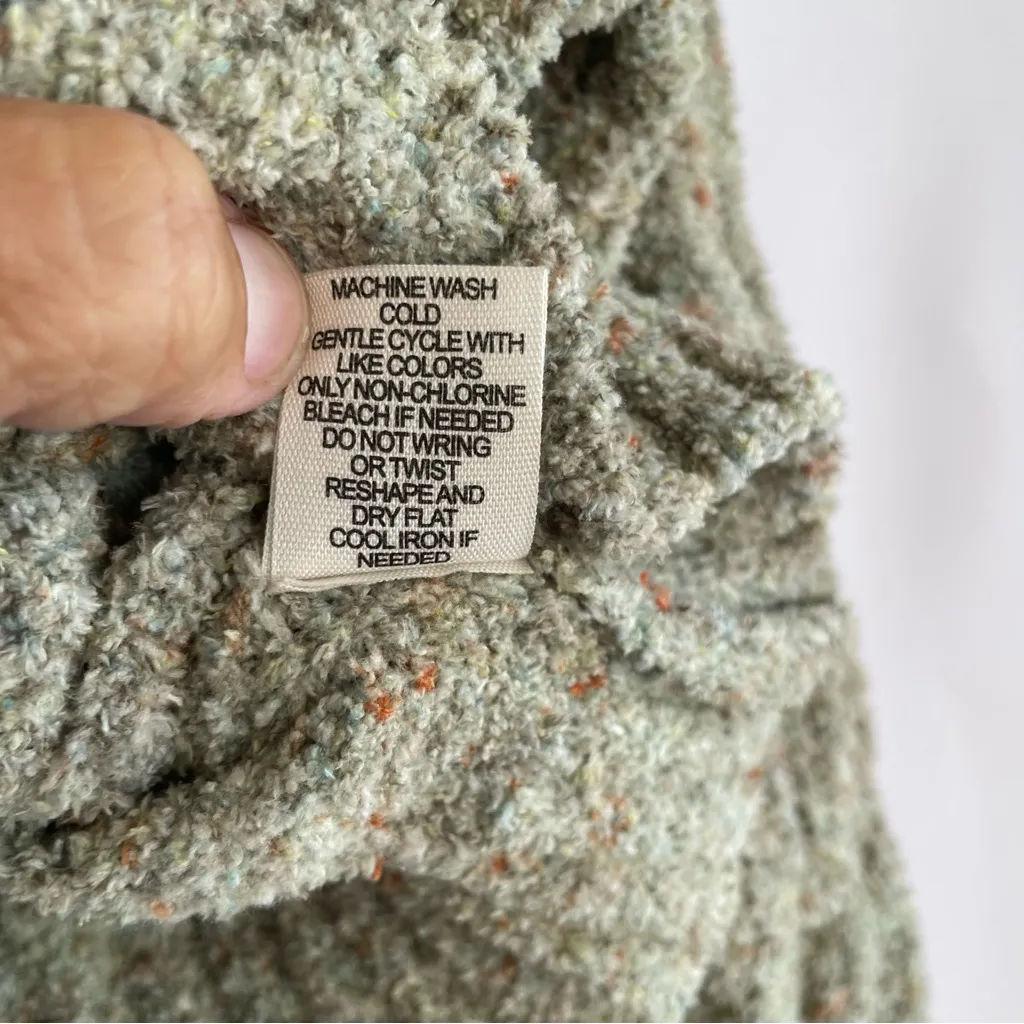 MACHINE WASH
COLD
GENTLE CYCLE WITH
LIKE COLORS
ONLY NON-CHLORINE
BLEACH IF NEEDED
DO NOT WRING
OR TWIST
RESHAPE AND
DRY FLAT
COOL IRON IF
NEEDED